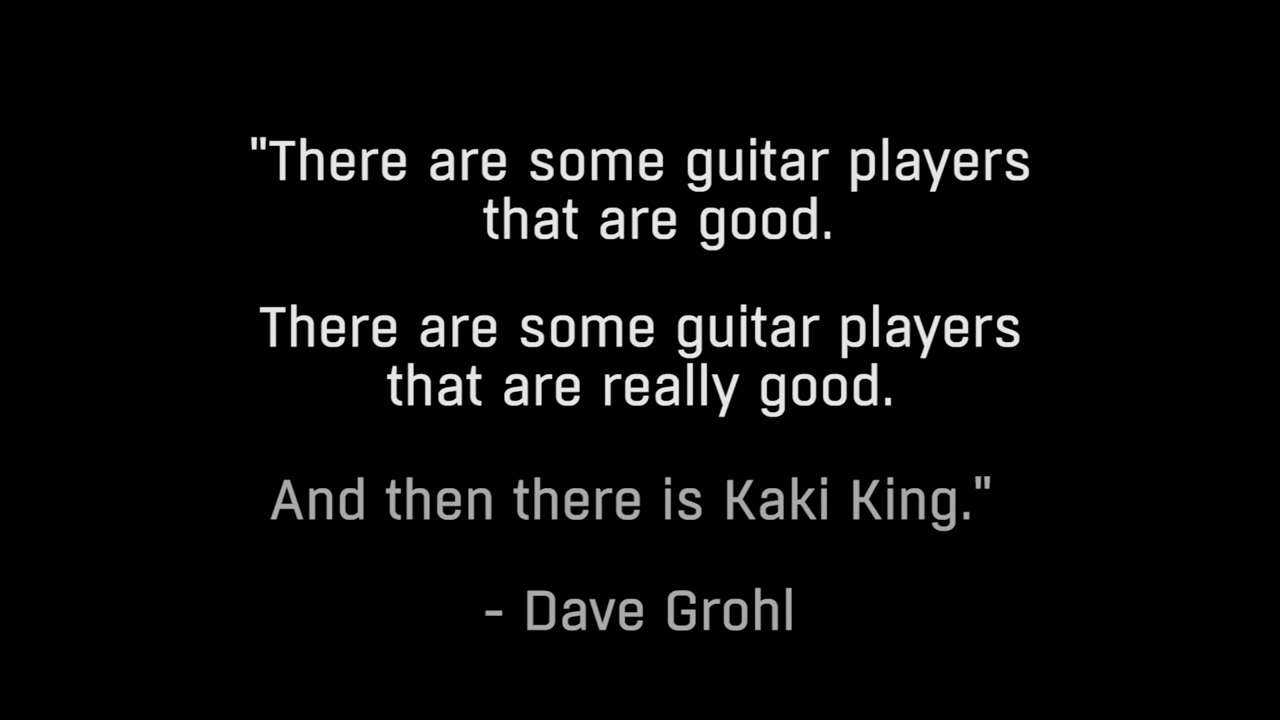 "There are some guitar players
that are good.
There are some guitar players
that are really good.
And then there is Kaki King."
- Dave Grohl